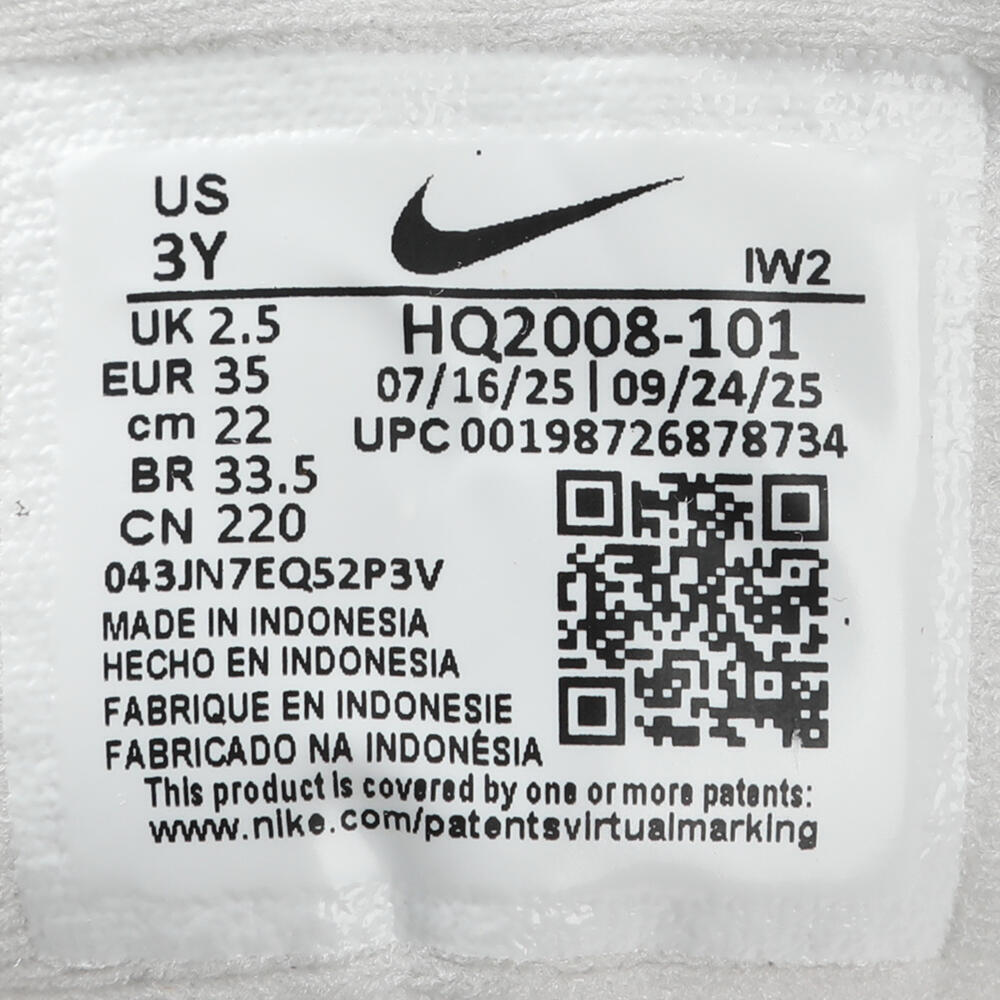 US
3Y
IW2
UK 2.5
EUR 35
cm 22
BR 33.5
CN 220
HQ2008-101
07/16/25 | 09/24/25
UPC 00198726878734
043JN7EQ52P3V
MADE IN INDONESIA
HECHO EN INDONESIA
FABRIQUE EN INDONESIE
FABRICADO NA INDONÉSIA
This product is covered by one or more patents:
www.nike.com/patentsvirtualmarking